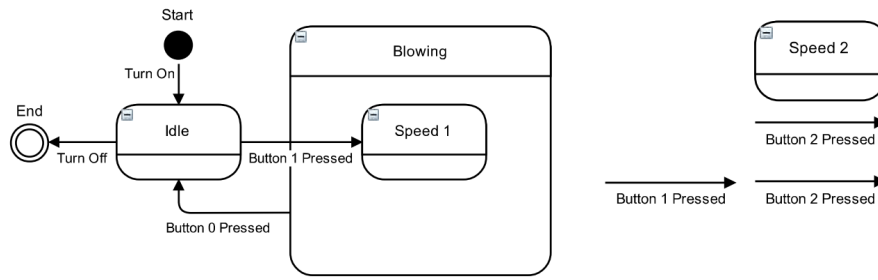 Start
Turn On
End
Idle
Turn Off
Button 1 Pressed
Button 0 Pressed
Blowing
Speed 1
Speed 2
Button 2 Pressed
Button 1 Pressed
Button 2 Pressed